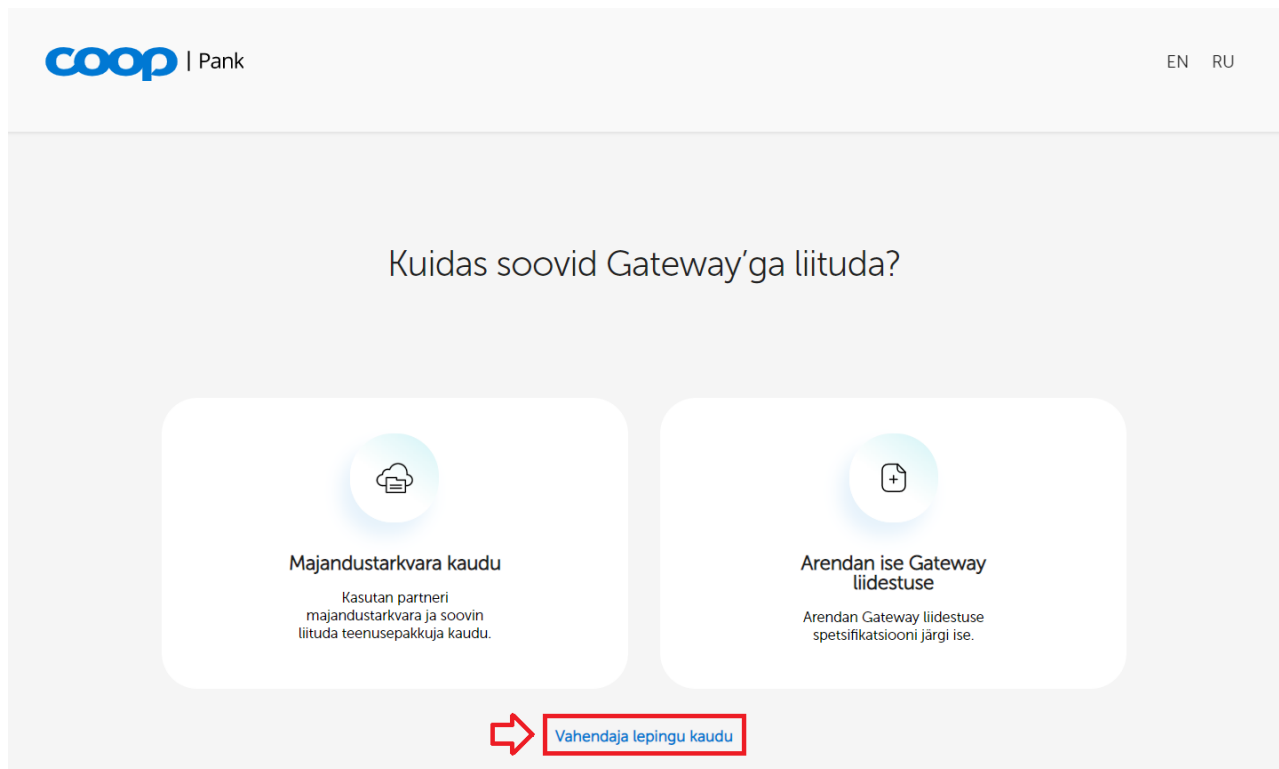 coop | Pank
EN RU
Kuidas soovid Gateway’ga liituda?
Majandustarkvara kaudu
Kasutan partneri
majandustarkvara ja soovin
liituda teenusepakkuja kaudu.
Arendan ise Gateway
liidestuse
Arendan Gateway liidestuse
spetsifikatsiooni järgi ise.
Vahendaja lepingu kaudu